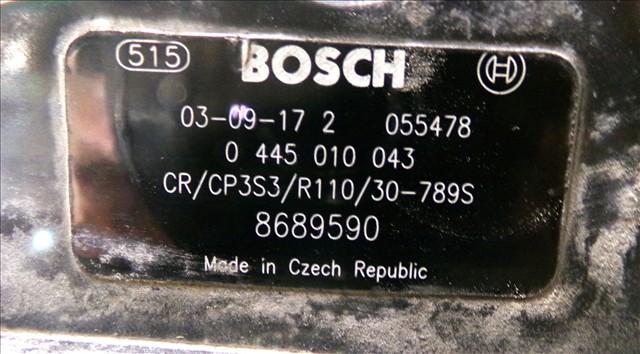 515 BOSCH
03-09-17 2 055478
0 445 010 043
CR/CP3S3/R110/30-789S
8689590
Made in Czech Republic